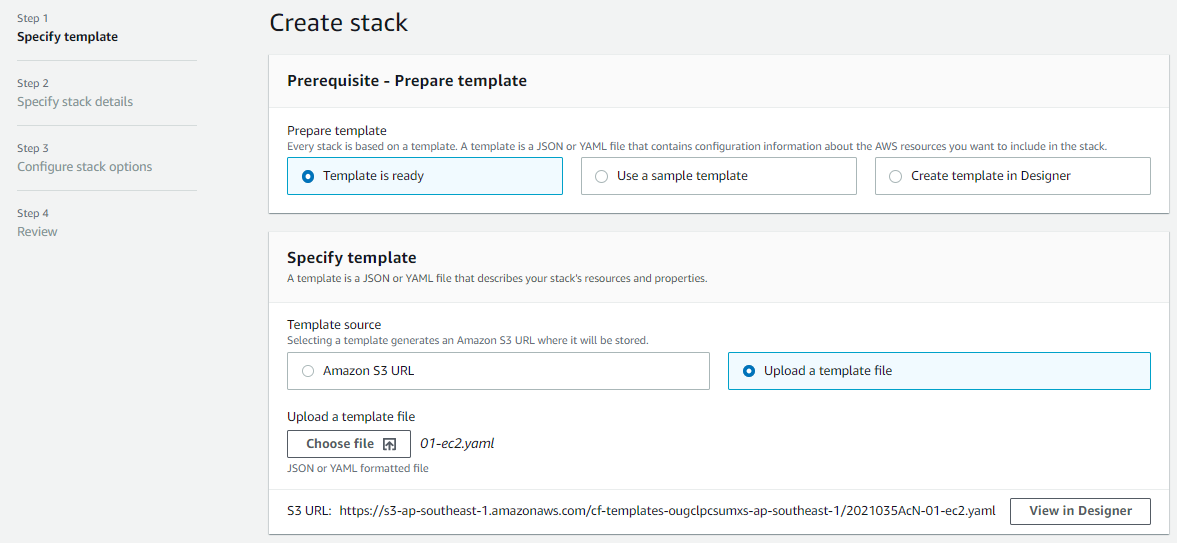 Step 1
Specify template
Step 2
Specify stack details
Step 3
Configure stack options
Step 4
Review
Create stack
Prerequisite - Prepare template
Prepare template
Every stack is based on a template. A template is a JSON or YAML file that contains configuration information about the AWS resources you want to include in the stack.
Template is ready
Use a sample template
Create template in Designer
Specify template
A template is a JSON or YAML file that describes your stack's resources and properties.
Template source
Selecting a template generates an Amazon S3 URL where it will be stored.
Amazon S3 URL
Upload a template file
Upload a template file
Choose file
01-ec2.yaml
JSON or YAML formatted file
S3 URL: https://s3-ap-southeast-1.amazonaws.com/cf-templates-ougclpcsumxs-ap-southeast-1/2021035AcN-01-ec2.yaml
View in Designer